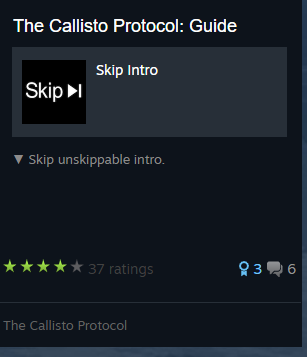 The Callisto Protocol: Guide
Skip
Skip Intro
▼ Skip unskippable intro.
37 ratings
3
6
The Callisto Protocol